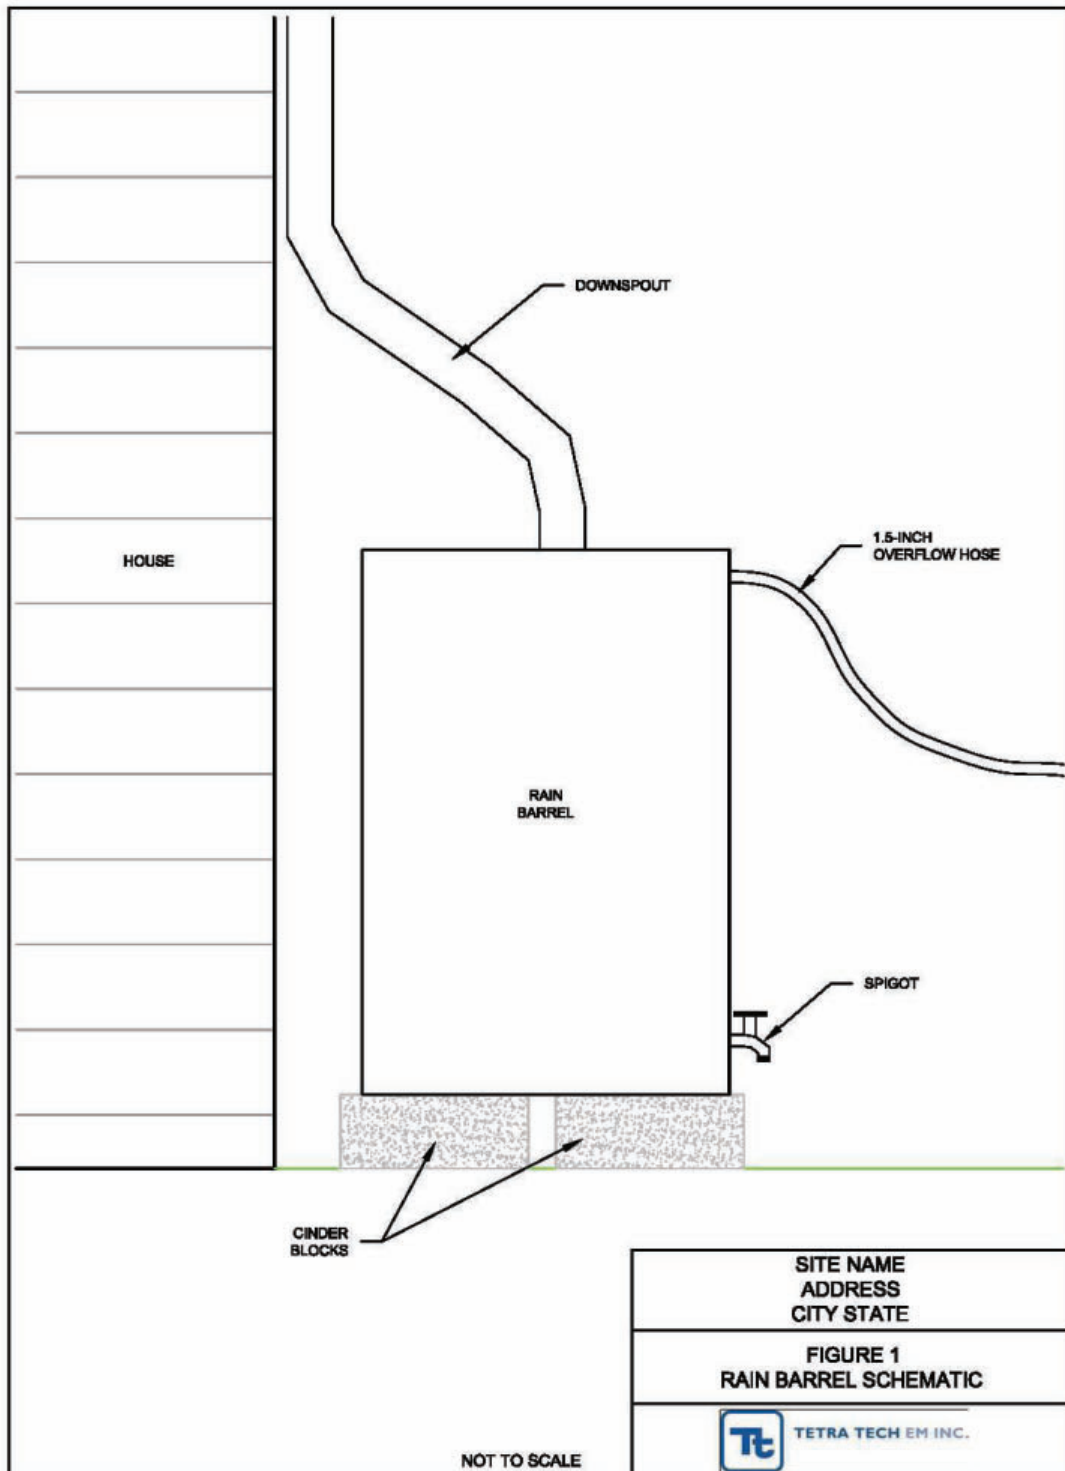 DOWNSPOUT
1.5-INCH
OVERFLOW HOSE
HOUSE
RAIN
BARREL
SPIGOT
CINDER
BLOCKS
SITE NAME
ADDRESS
CITY STATE
FIGURE 1
RAIN BARREL SCHEMATIC
Tt TETRA TECH EM INC.
NOT TO SCALE